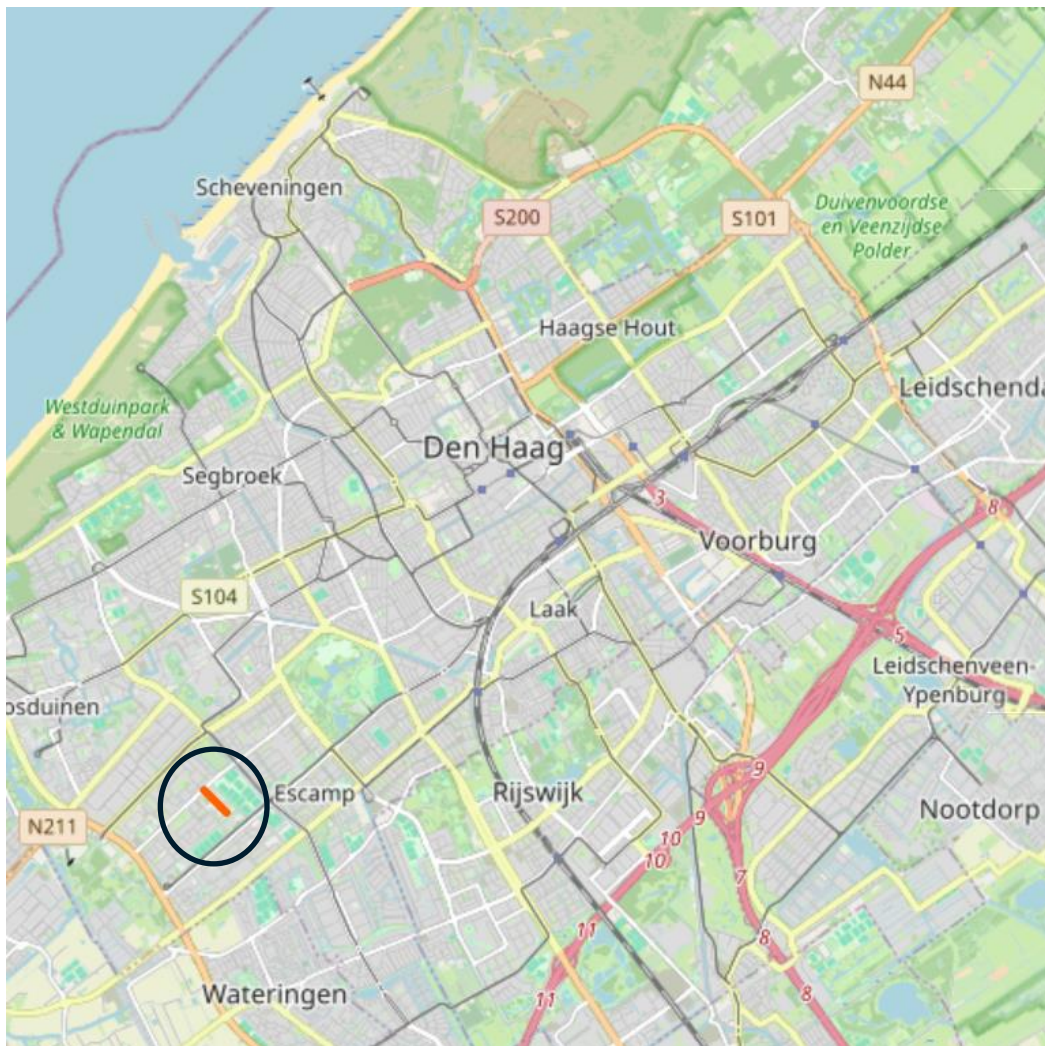 N44
Scheveningen
S200
S101
Duivenvoordse
en Veenzijdse
Polder
Haagse Hout
Leidschenda
Westduinpark
& Wapendal
Den Haag
Segbroek
3
8
Voorburg
S104
Laak
5
Leidschenveen-
Ypenburg
osduinen
9
Escamp
Rijswijk
9
Nootdorp
N211
10
10
7
11
8
Wateringen
11
8